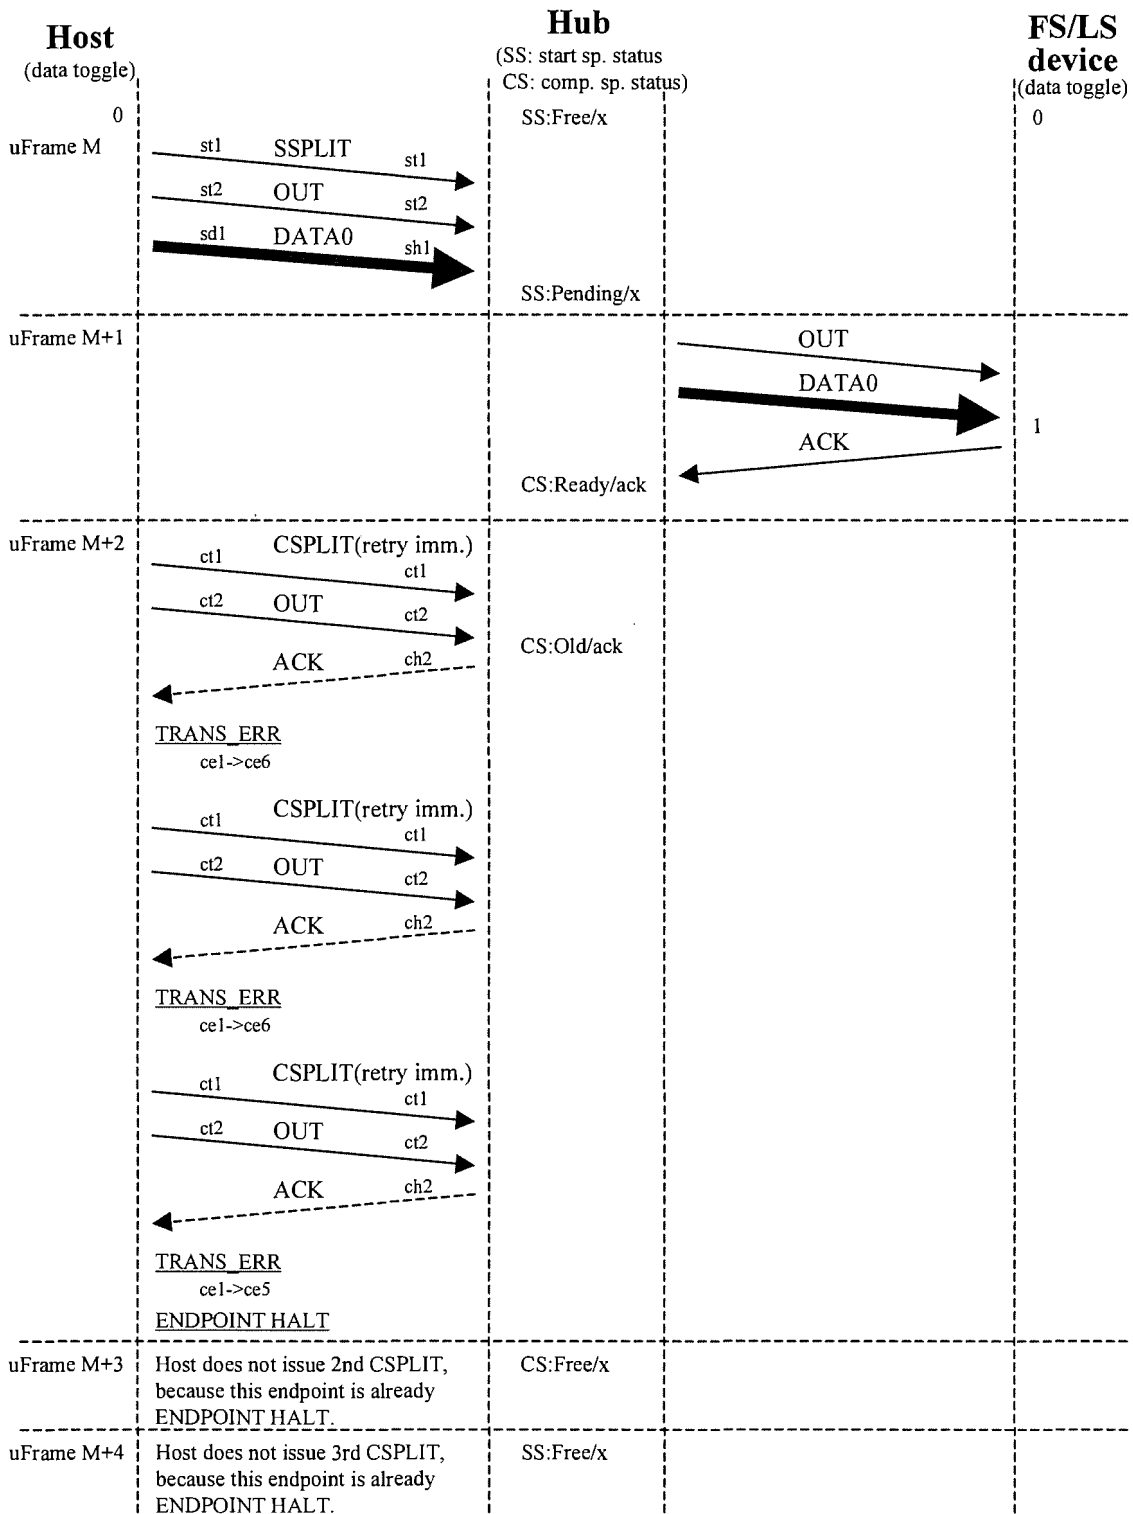 Host
(data toggle)
Hub
(SS: start sp. status
CS: comp. sp. status)
FS/LS
device
(data toggle)
0
SS:Free/x
0
uFrame M
st1 SSPLIT st1
st2 OUT st2
sd1 DATA0 sh1
SS:Pending/x
uFrame M+1
OUT
DATA0
1
ACK
CS:Ready/ack
uFrame M+2
CSPLIT(retry imm.)
ct1 ct1
ct2 OUT ct2
CS:Old/ack
ACK ch2
TRANS_ERR
ce1->ce6
CSPLIT(retry imm.)
ct1 ct1
ct2 OUT ct2
ACK ch2
TRANS_ERR
ce1->ce6
CSPLIT(retry imm.)
ct1 ct1
ct2 OUT ct2
ACK ch2
TRANS_ERR
ce1->ce5
ENDPOINT HALT
uFrame M+3
Host does not issue 2nd CSPLIT,
because this endpoint is already
ENDPOINT HALT.
CS:Free/x
uFrame M+4
Host does not issue 3rd CSPLIT,
because this endpoint is already
ENDPOINT HALT.
SS:Free/x